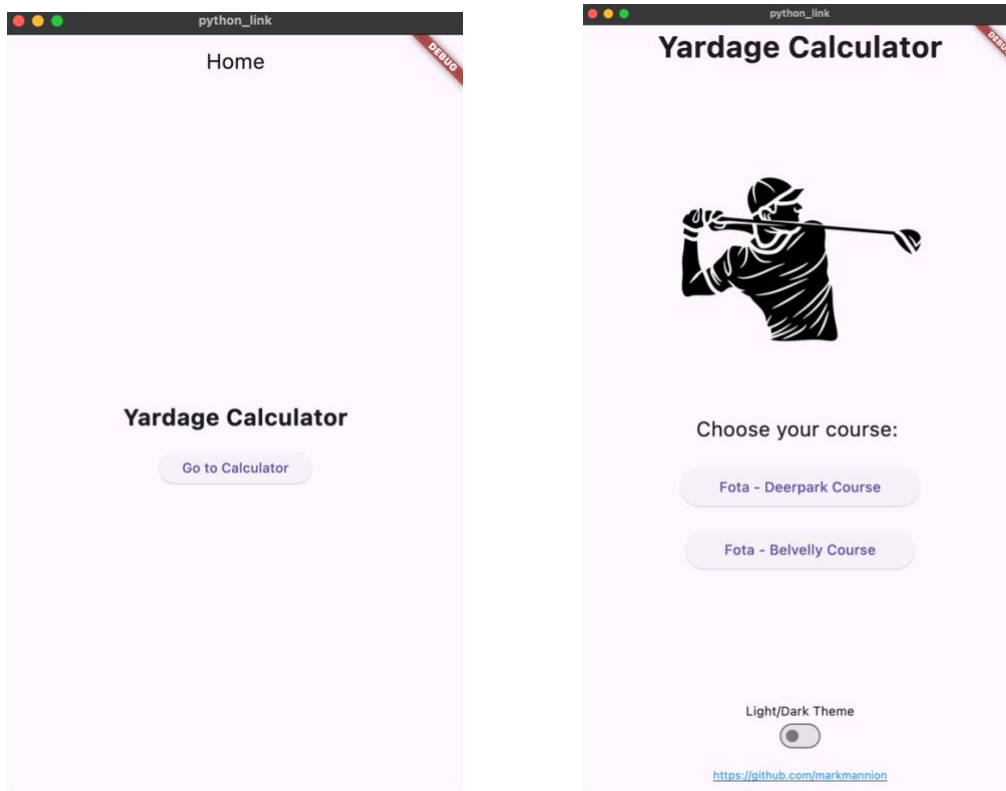 python_link
DEBUG
Home
Yardage Calculator
Go to Calculator
python_link
DEBUG
Yardage Calculator
Choose your course:
Fota - Deerpark Course
Fota - Belvelly Course
Light/Dark Theme
https://github.com/markmannion